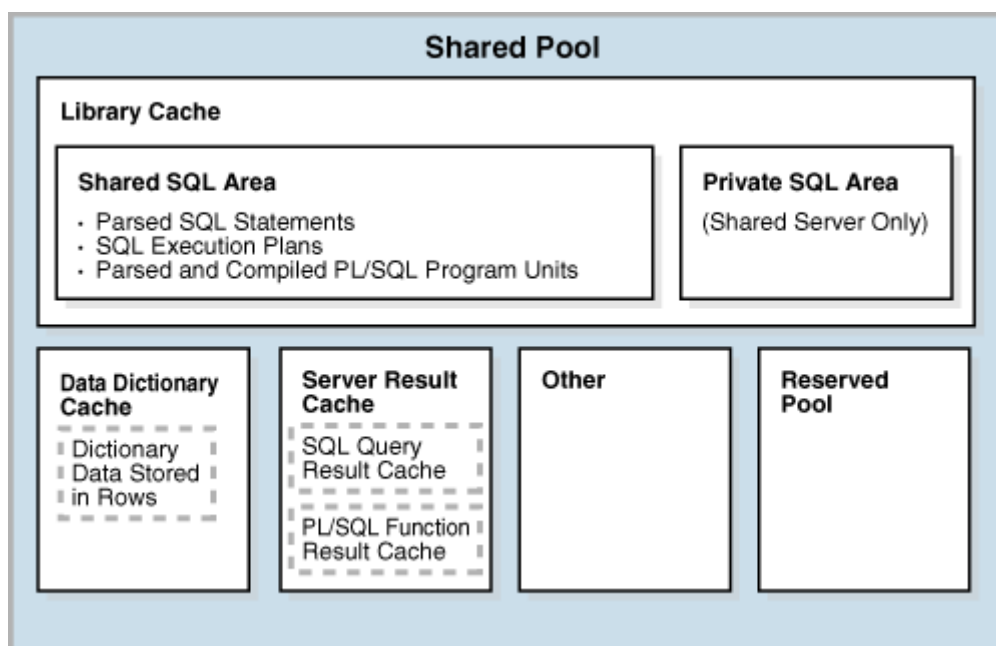 Shared Pool
Library Cache
Shared SQL Area
· Parsed SQL Statements
· SQL Execution Plans
· Parsed and Compiled PL/SQL Program Units
Private SQL Area
(Shared Server Only)
Data Dictionary
Cache
Dictionary
Data Stored
in Rows
Server Result
Cache
SQL Query
Result Cache
PL/SQL Function
Result Cache
Other
Reserved
Pool